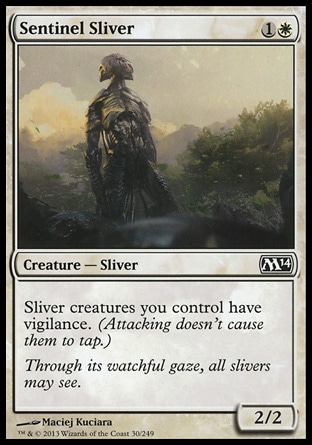 Sentinel Sliver 1
Creature — Sliver M14
Sliver creatures you control have
vigilance. (Attacking doesn't cause
them to tap.)
Through its watchful gaze, all slivers
may see.
Maciej Kuciara
™ & © 2013 Wizards of the Coast 30/249
2/2